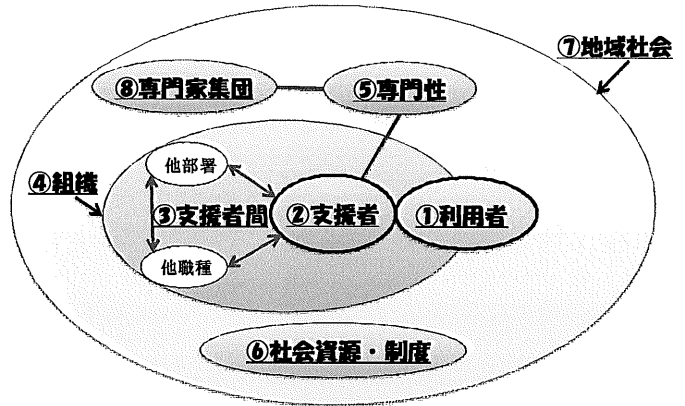 ⑦地域社会
⑧専門家集団
⑤専門性
④組織
他部署
③支援者間
②支援者
①利用者
他職種
⑥社会資源・制度